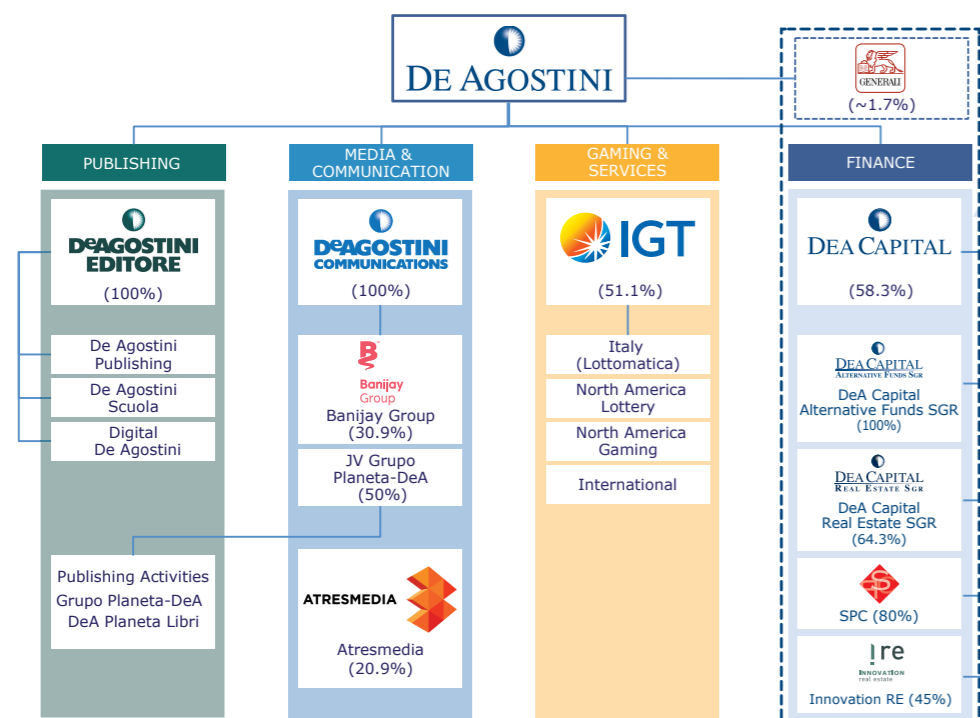 DE AGOSTINI
GENERALI
(~1.7%)
PUBLISHING
DeAGOSTINI
EDITORE
(100%)
De Agostini
Publishing
De Agostini
Scuola
Digital
De Agostini
Publishing Activities
Grupo Planeta-DeA
DeA Planeta Libri
MEDIA &
COMMUNICATION
DeAGOSTINI
COMMUNICATIONS
(100%)
Banijay
Group
Banijay Group
(30.9%)
JV Grupo
Planeta-DeA
(50%)
ATRESMEDIA
Atresmedia
(20.9%)
GAMING &
SERVICES
IGT
(51.1%)
Italy
(Lottomatica)
North America
Lottery
North America
Gaming
International
FINANCE
DEA CAPITAL
(58.3%)
DEA CAPITAL
ALTERNATIVE FUNDS SGR
DeA Capital
Alternative Funds SGR
(100%)
DEA CAPITAL
REAL ESTATE SGR
DeA Capital
Real Estate SGR
(64.3%)
SPC (80%)
Ire
INNOVATION
real estate
Innovation RE (45%)